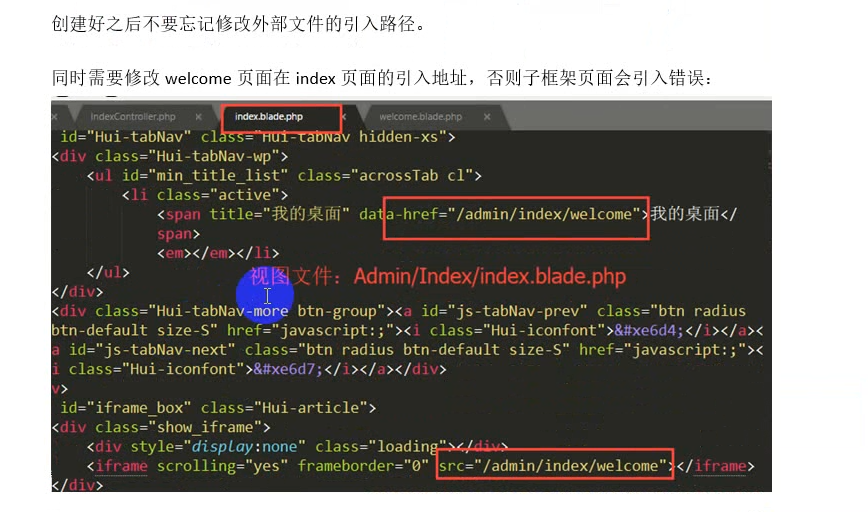 创建好之后不要忘记修改外部文件的引入路径。
同时需要修改 welcome 页面在 index 页面的引入地址，否则子框架页面会引入错误：
× IndexController.php × index.blade.php × welcome.blade.php ×
id="Hui-tabNav" class="Hui-tabNav hidden-xs">
<div class="Hui-tabNav-wp">
<ul id="min_title_list" class="acrossTab cl">
<li class="active">
<span title="我的桌面" data-href="/admin/index/welcome">我的桌面</
span>
<em></em></li>
</ul>
视图文件：Admin/Index/index.blade.php
</div>
<div class="Hui-tabNav-more btn-group"><a id="js-tabNav-prev" class="btn radius
btn-default size-S" href="javascript:;"><i class="Hui-iconfont">&#xe6d4;</i></a><
a id="js-tabNav-next" class="btn radius btn-default size-S" href="javascript:;"><
i class="Hui-iconfont">&#xe6d7;</i></a></div>
v>
id="iframe_box" class="Hui-article">
<div class="show_iframe">
<div style="display:none" class="loading"></div>
<iframe scrolling="yes" frameborder="0" src="/admin/index/welcome"></iframe>
</div>